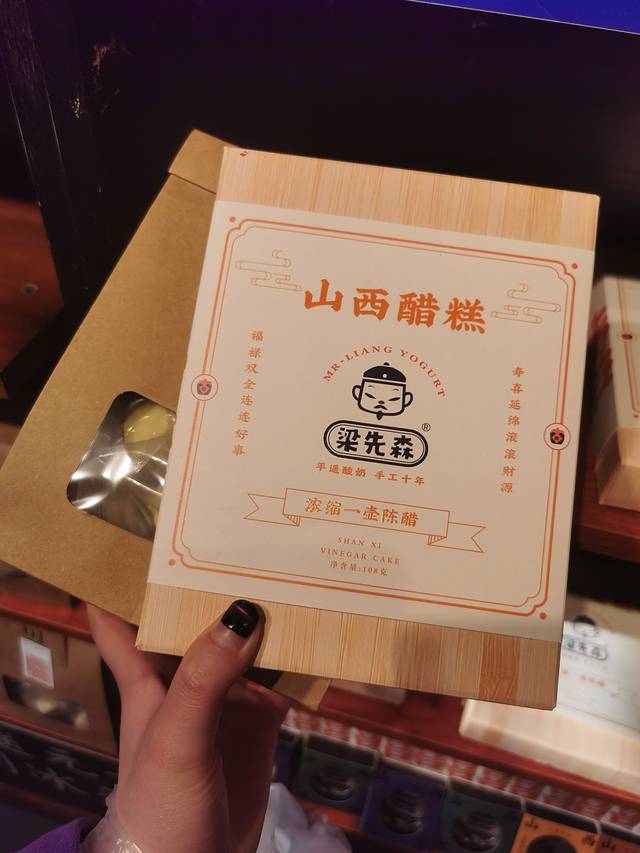 山西醋糕
福禄双全连连好事
寿喜延绵滚滚财源
MR·LIANG YOGURT
梁先森®
平遥酸奶 手工十年
浓缩一壶陈醋
SHAN XI
VINEGAR CAKE
净含量:108克